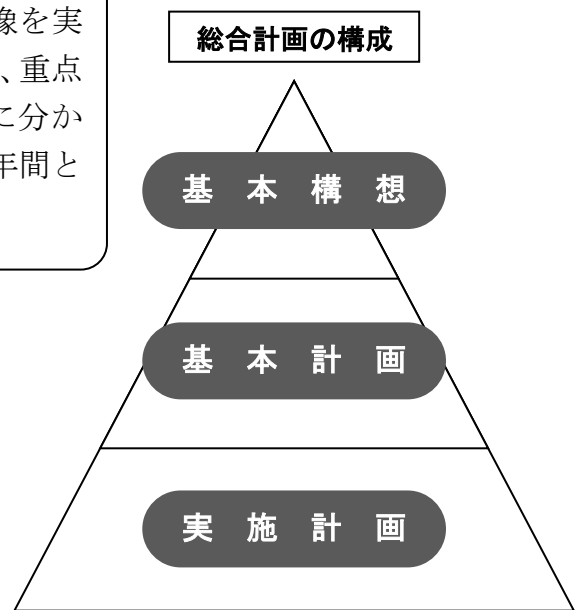 像を実
、重点
に分か
年間と
総合計画の構成
基本構想
基本計画
実施計画